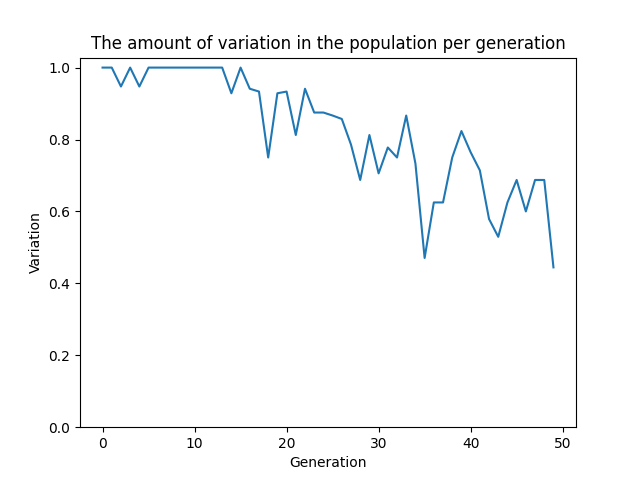 The amount of variation in the population per generation
1.0
0.8
0.6
0.4
0.2
0.0
Variation
0 10 20 30 40 50
Generation